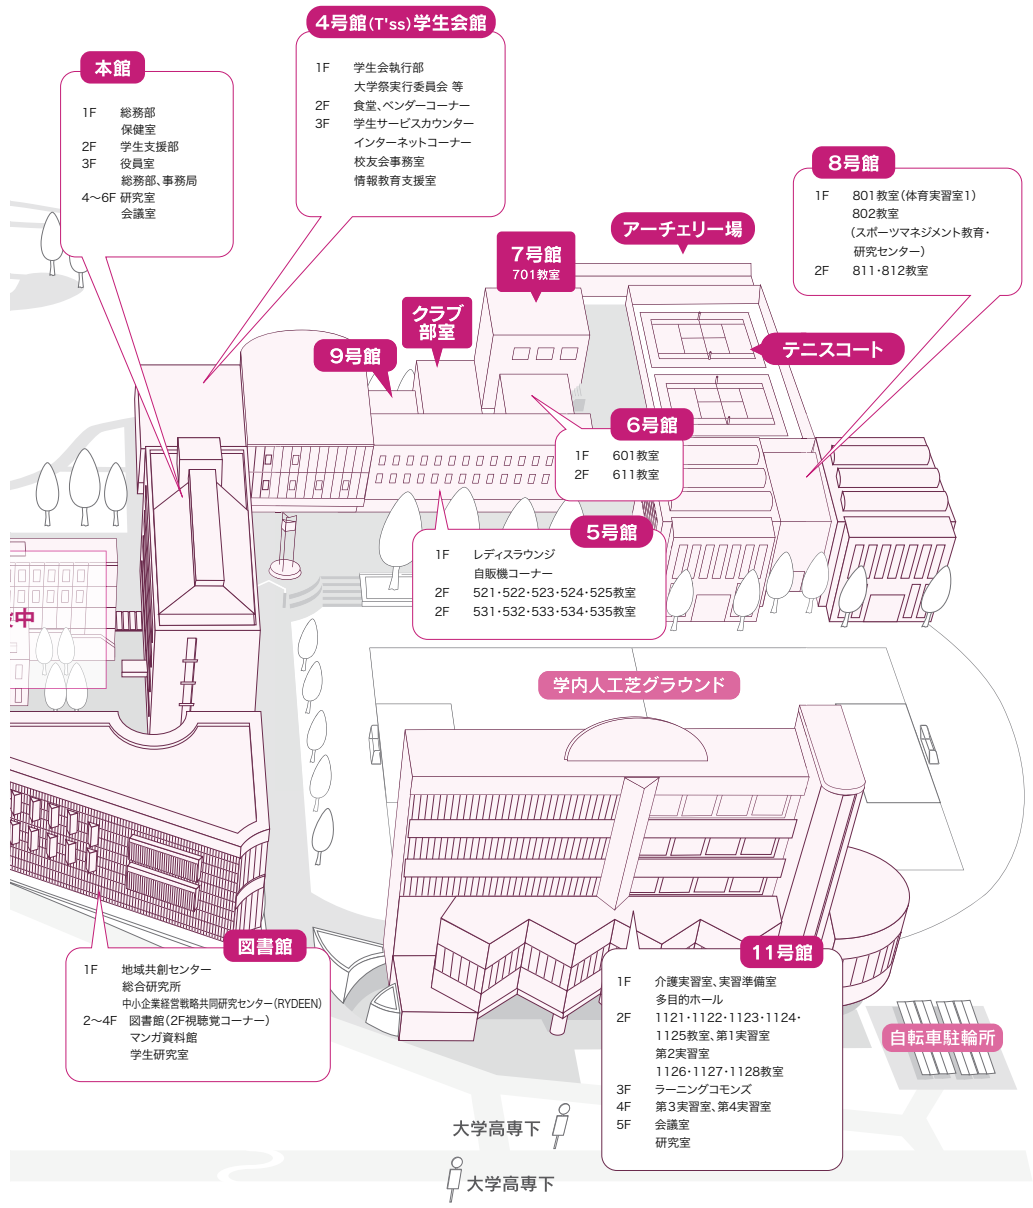 4号館(T'ss)学生会館
1F 学生会執行部
大学祭実行委員会 等
2F 食堂、ベンダーコーナー
3F 学生サービスカウンター
インターネットコーナー
校友会事務室
情報教育支援室
本館
1F 総務部
保健室
2F 学生支援部
3F 役員室
総務部、事務局
4〜6F 研究室
会議室
8号館
1F 801教室(体育実習室1)
802教室
(スポーツマネジメント教育・
研究センター)
2F 811・812教室
アーチェリー場
7号館
701教室
クラブ
部室
9号館
テニスコート
6号館
1F 601教室
2F 611教室
5号館
1F レディスラウンジ
自販機コーナー
2F 521・522・523・524・525教室
2F 531・532・533・534・535教室
中
学内人工芝グラウンド
図書館
1F 地域共創センター
総合研究所
中小企業経営戦略共同研究センター(RYDEEN)
2〜4F 図書館(2F視聴覚コーナー)
マンガ資料館
学生研究室
11号館
1F 介護実習室、実習準備室
多目的ホール
2F 1121・1122・1123・1124・
1125教室、第1実習室
第2実習室
1126・1127・1128教室
3F ラーニングコモンズ
4F 第3実習室、第4実習室
5F 会議室
研究室
自転車駐輪所
大学高専下
大学高専下